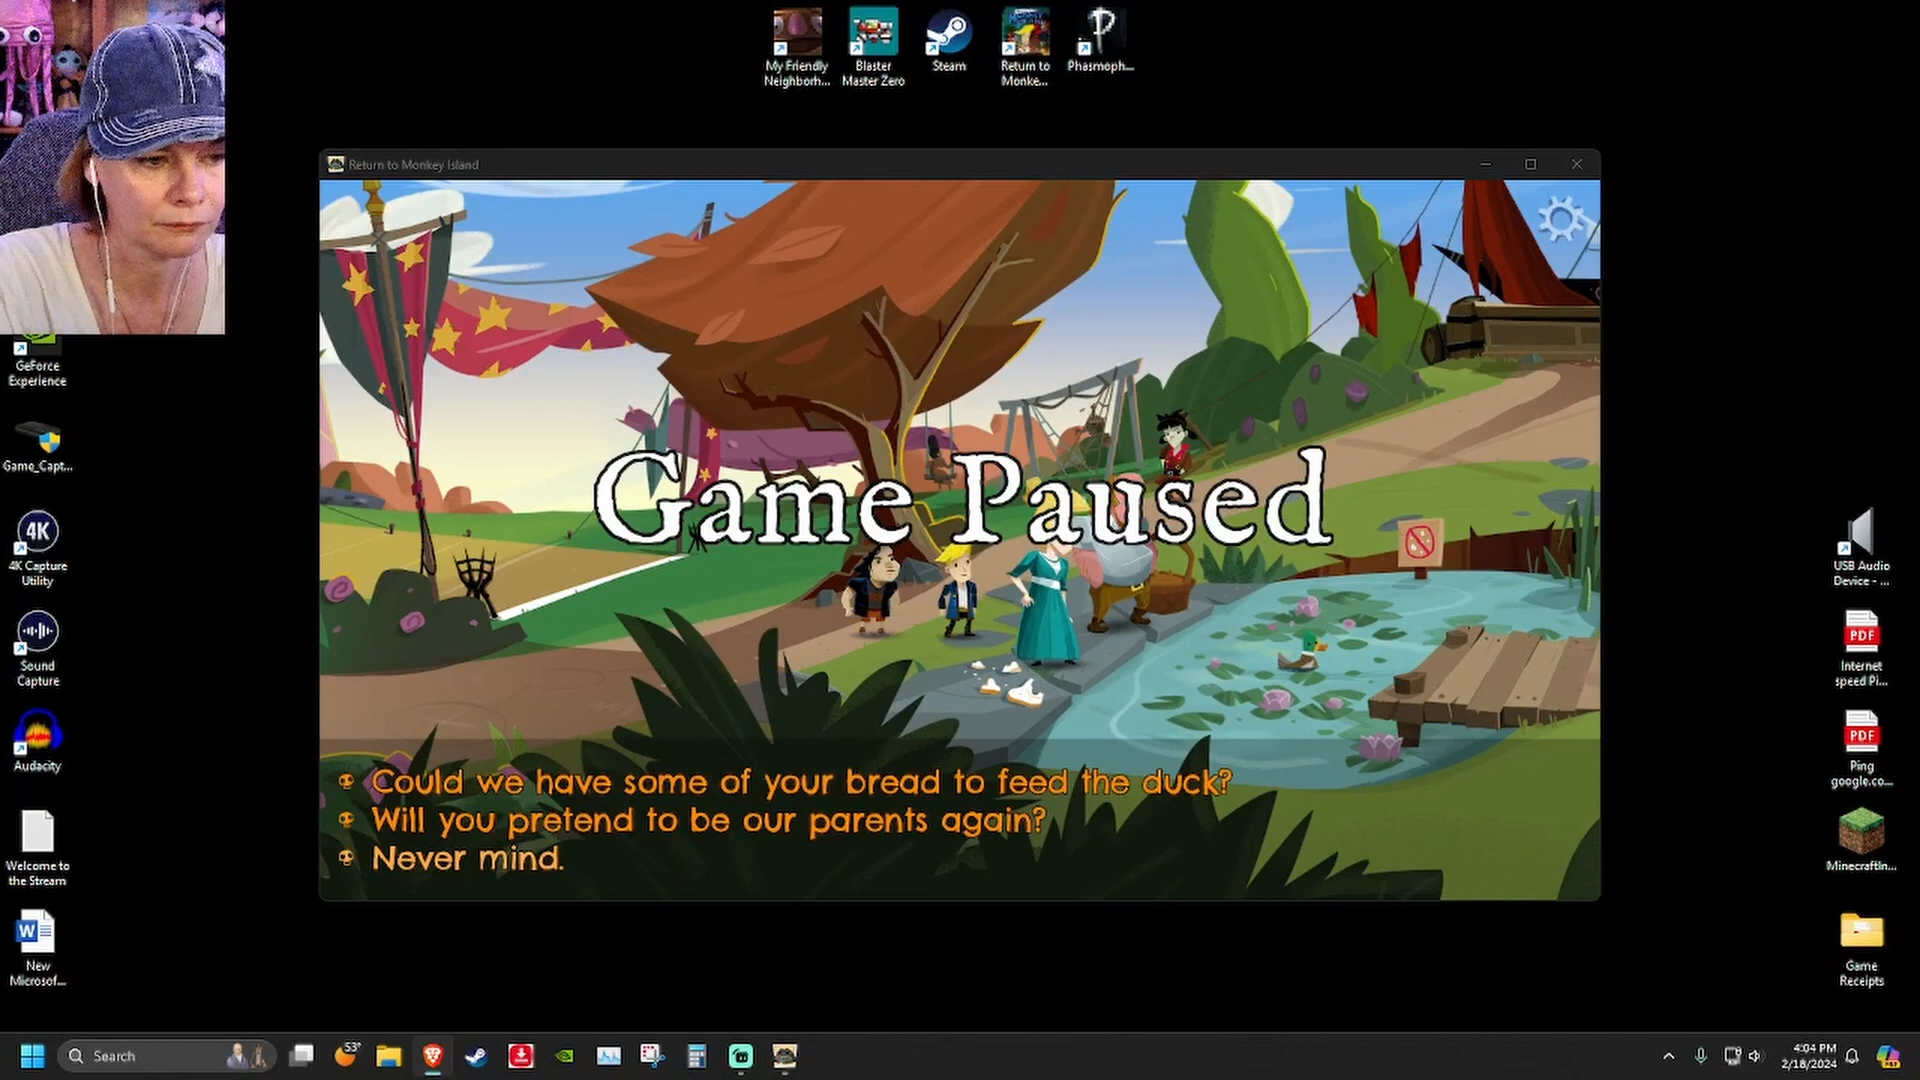 My Friendly
Neighborh...
Blaster
Master Zero
Steam
Return to
Monke...
Phasmoph...
Return to Monkey Island
GeForce
Experience
Game_Capt...
4K
4K Capture
Utility
Sound
Capture
Audacity
Welcome to
the Stream
W
New
Microsof...
Game Paused
Could we have some of your bread to feed the duck?
Will you pretend to be our parents again?
Never mind.
USB Audio
Device - ...
PDF
Internet
speed Pi...
PDF
Ping
google.co...
MinecraftIn...
Game
Receipts
Search
53°
4:04 PM
2/18/2024